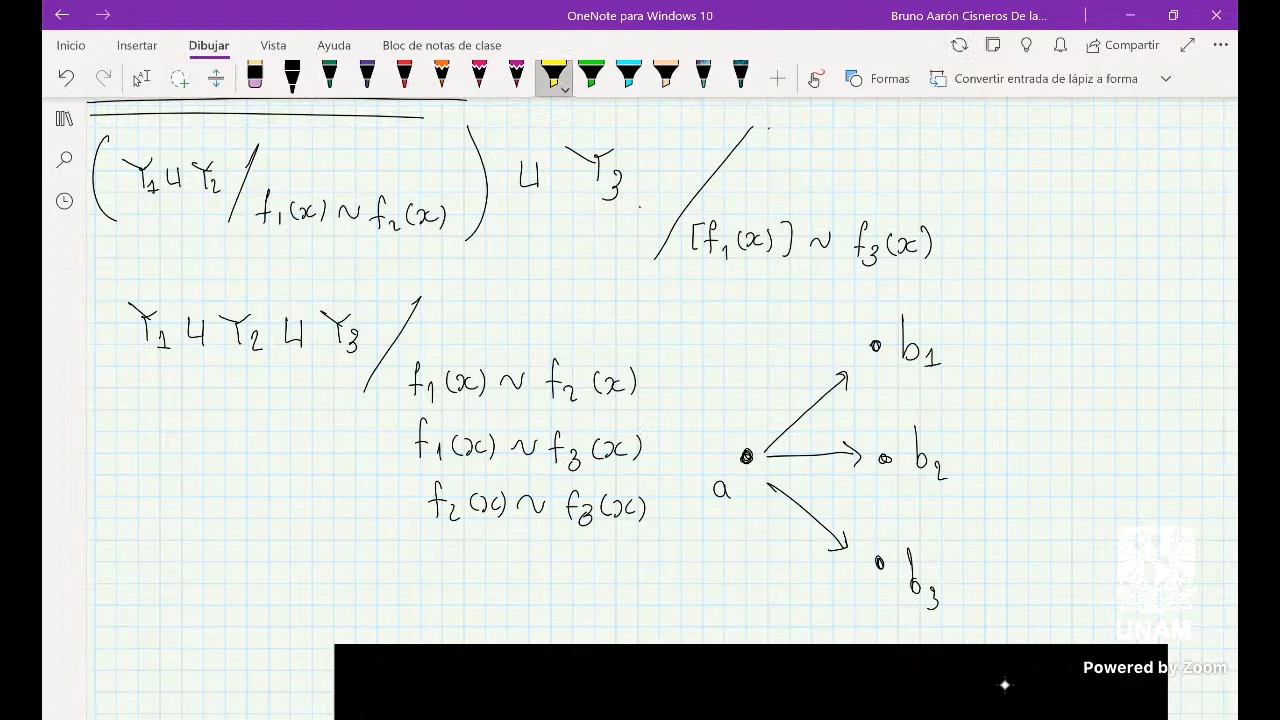 OneNote para Windows 10
Bruno Aarón Cisneros De la...
Inicio Insertar Dibujar Vista Ayuda Bloc de notas de clase Compartir
Formas Convertir entrada de lápiz a forma
(Y₁ ⊔ Y₂ / f₁(x) ~ f₂(x)) ⊔ Y₃ / [f₁(x)] ~ f₃(x)
Y₁ ⊔ Y₂ ⊔ Y₃ /
f₁(x) ~ f₂(x)
f₁(x) ~ f₃(x)
f₂(x) ~ f₃(x)
b₁
a
b₂
b₃
UNAM
Powered by Zoom